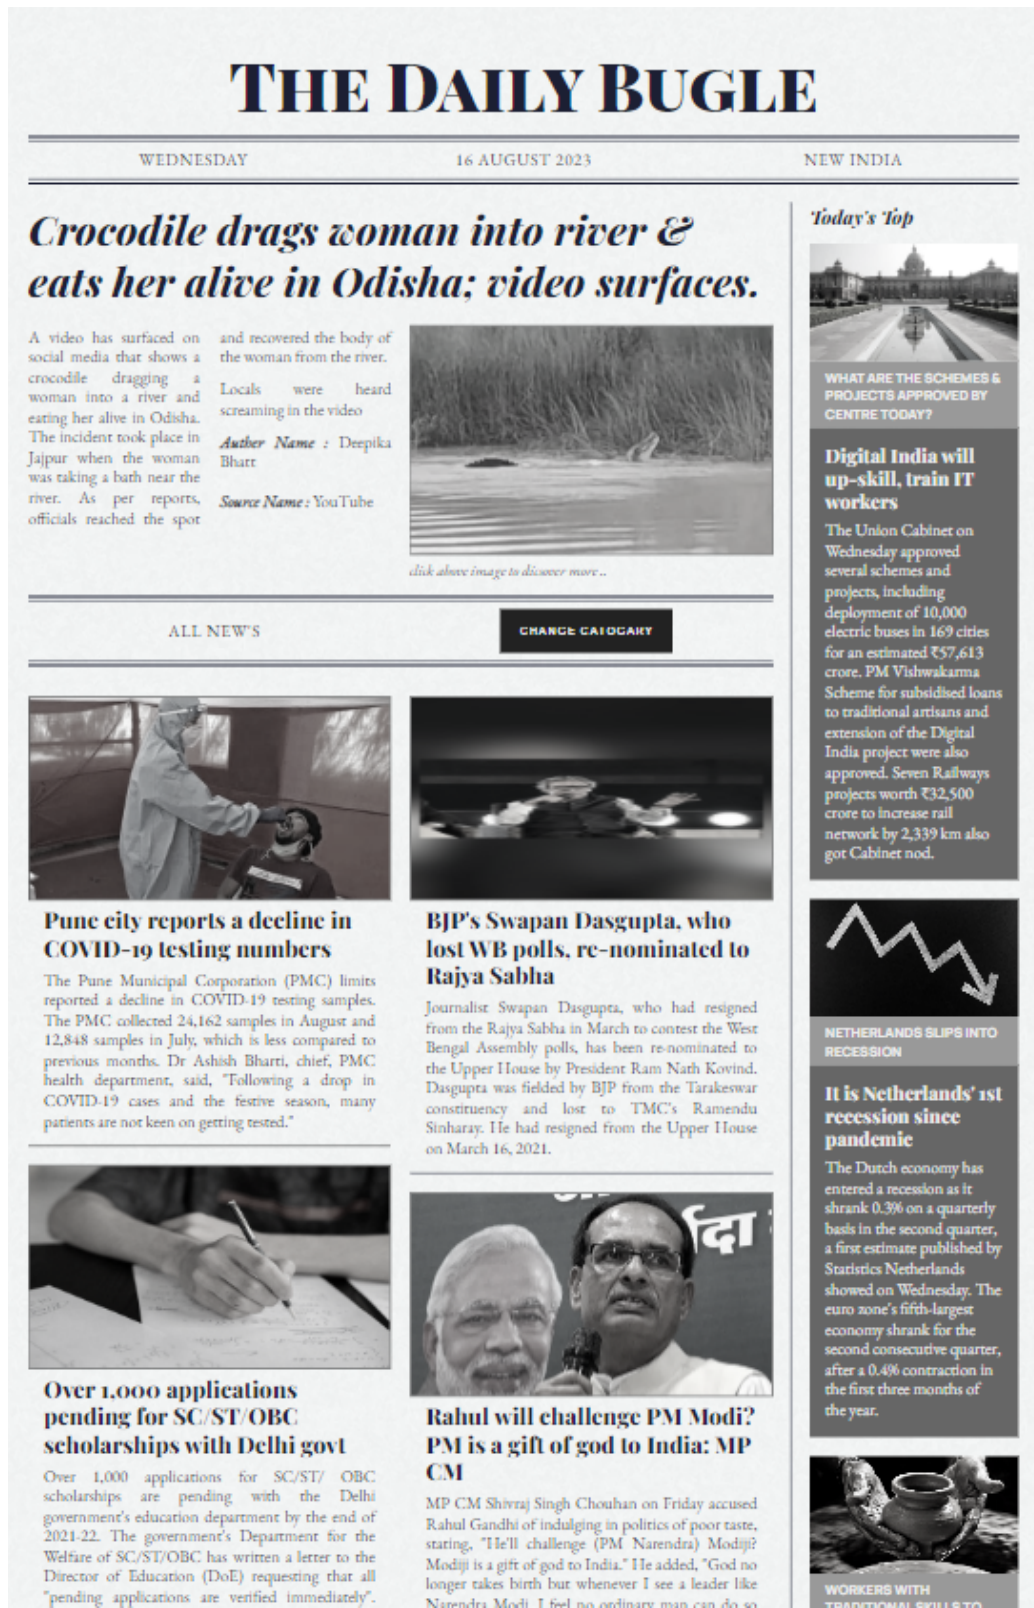 THE DAILY BUGLE
WEDNESDAY
16 AUGUST 2023
NEW INDIA
Crocodile drags woman into river &
eats her alive in Odisha; video surfaces.
A video has surfaced on
social media that shows a
crocodile dragging a
woman into a river and
eating her alive in Odisha.
The incident took place in
Jajpur when the woman
was taking a bath near the
river. As per reports,
officials reached the spot
and recovered the body of
the woman from the river.
Locals were heard
screaming in the video
Auther Name : Deepika
Bhatt
Source Name : YouTube
click above image to dicsover more..
ALL NEW'S
CHANGE CATOGARY
Pune city reports a decline in
COVID-19 testing numbers
The Pune Municipal Corporation (PMC) limits
reported a decline in COVID-19 testing samples.
The PMC collected 24,162 samples in August and
12,848 samples in July, which is less compared to
previous months. Dr Ashish Bharti, chief, PMC
health department, said, "Following a drop in
COVID-19 cases and the festive season, many
patients are not keen on getting tested."
Over 1,000 applications
pending for SC/ST/OBC
scholarships with Delhi govt
Over 1,000 applications for SC/ST/ OBC
scholarships are pending with the Delhi
government's education department by the end of
2021-22. The government's Department for the
Welfare of SC/ST/OBC has written a letter to the
Director of Education (DoE) requesting that all
"pending applications are verified immediately".
BJP's Swapan Dasgupta, who
lost WB polls, re-nominated to
Rajya Sabha
Journalist Swapan Dasgupta, who had resigned
from the Rajya Sabha in March to contest the West
Bengal Assembly polls, has been re-nominated to
the Upper House by President Ram Nath Kovind.
Dasgupta was fielded by BJP from the Tarakeswar
constituency and lost to TMC's Ramendu
Sinharay. He had resigned from the Upper House
on March 16, 2021.
र्दा
Rahul will challenge PM Modi?
PM is a gift of god to India: MP
CM
MP CM Shivraj Singh Chouhan on Friday accused
Rahul Gandhi of indulging in politics of poor taste,
stating, "He'll challenge (PM Narendra) Modiji?
Modiji is a gift of god to India." He added, "God no
longer takes birth but whenever I see a leader like
Narendra Modi, I feel no ordinary man can do so
Today's Top
WHAT ARE THE SCHEMES &
PROJECTS APPROVED BY
CENTRE TODAY?
Digital India will
up-skill, train IT
workers
The Union Cabinet on
Wednesday approved
several schemes and
projects, including
deployment of 10,000
electric buses in 169 cities
for an estimated ₹57,613
crore. PM Vishwakarma
Scheme for subsidised loans
to traditional artisans and
extension of the Digital
India project were also
approved. Seven Railways
projects worth ₹32,500
crore to increase rail
network by 2,339 km also
got Cabinet nod.
NETHERLANDS SLIPS INTO
RECESSION
It is Netherlands' 1st
recession since
pandemic
The Dutch economy has
entered a recession as it
shrank 0.3% on a quarterly
basis in the second quarter,
a first estimate published by
Statistics Netherlands
showed on Wednesday. The
euro zone's fifth-largest
economy shrank for the
second consecutive quarter,
after a 0.4% contraction in
the first three months of
the year.
WORKERS WITH
TRADITIONAL SKILLS TO